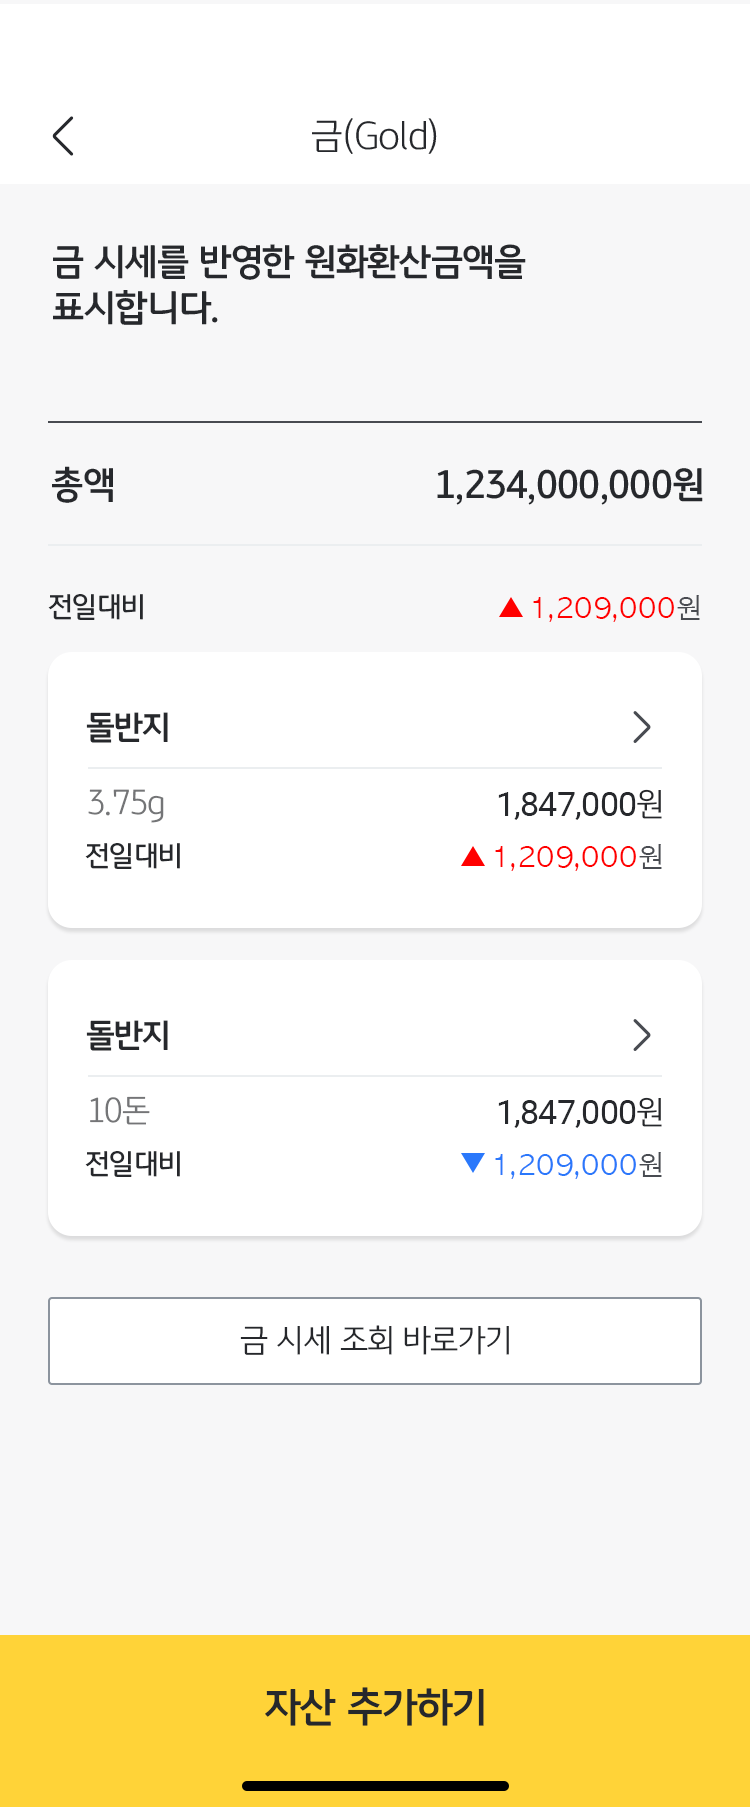 금(Gold)
금 시세를 반영한 원화환산금액을
표시합니다.
총액 1,234,000,000원
전일대비 ▲ 1,209,000원
돌반지
3.75g 1,847,000원
전일대비 ▲ 1,209,000원
돌반지
10돈 1,847,000원
전일대비 ▼ 1,209,000원
금 시세 조회 바로가기
자산 추가하기